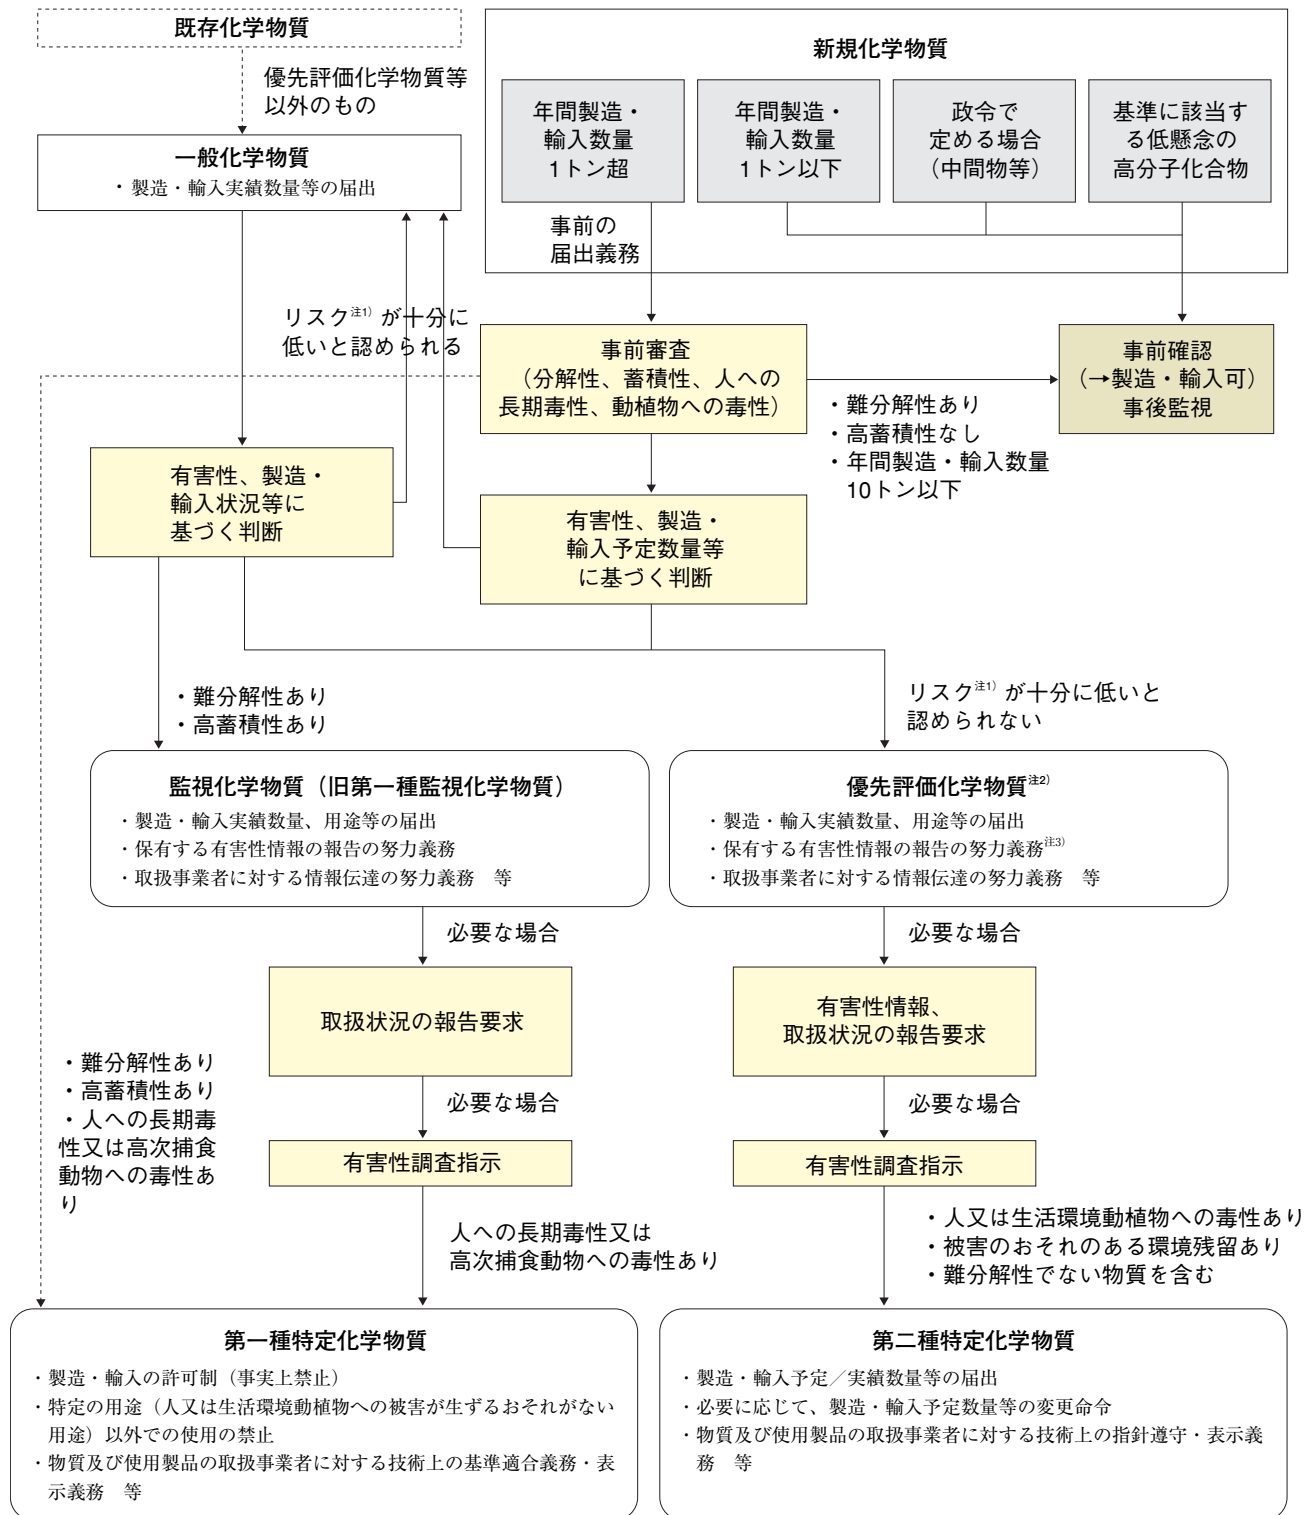 既存化学物質
優先評価化学物質等
以外のもの
一般化学物質
・製造・輸入実績数量等の届出
新規化学物質
年間製造・
輸入数量
1トン超
年間製造・
輸入数量
1トン以下
政令で
定める場合
（中間物等）
基準に該当す
る低懸念の
高分子化合物
事前の
届出義務
リスク注1）が十分に
低いと認められる
事前審査
（分解性、蓄積性、人への
長期毒性、動植物への毒性）
事前確認
（→製造・輸入可）
事後監視
・難分解性あり
・高蓄積性なし
・年間製造・輸入数量
10トン以下
有害性、製造・
輸入状況等に
基づく判断
有害性、製造・
輸入予定数量等
に基づく判断
・難分解性あり
・高蓄積性あり
リスク注1）が十分に低いと
認められない
監視化学物質（旧第一種監視化学物質）
・製造・輸入実績数量、用途等の届出
・保有する有害性情報の報告の努力義務
・取扱事業者に対する情報伝達の努力義務　等
優先評価化学物質注2）
・製造・輸入実績数量、用途等の届出
・保有する有害性情報の報告の努力義務注3）
・取扱事業者に対する情報伝達の努力義務　等
必要な場合
取扱状況の報告要求
必要な場合
有害性調査指示
人への長期毒性又は
高次捕食動物への毒性あり
必要な場合
有害性情報、
取扱状況の報告要求
必要な場合
有害性調査指示
・人又は生活環境動植物への毒性あり
・被害のおそれのある環境残留あり
・難分解性でない物質を含む
・難分解性あり
・高蓄積性あり
・人への長期毒
性又は高次捕食
動物への毒性あ
り
第一種特定化学物質
・製造・輸入の許可制（事実上禁止）
・特定の用途（人又は生活環境動植物への被害が生ずるおそれがない
用途）以外での使用の禁止
・物質及び使用製品の取扱事業者に対する技術上の基準適合義務・表
示義務　等
第二種特定化学物質
・製造・輸入予定／実績数量等の届出
・必要に応じて、製造・輸入予定数量等の変更命令
・物質及び使用製品の取扱事業者に対する技術上の指針遵守・表示義
務　等